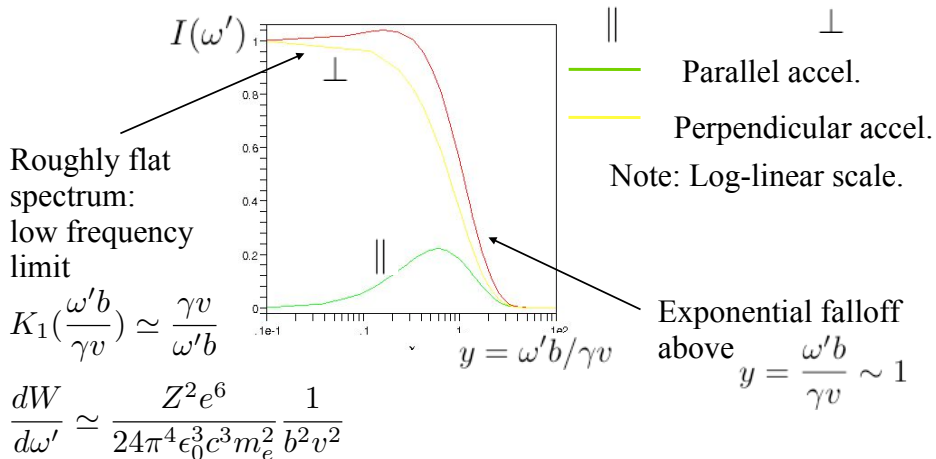 I(ω′)
∥ ⊥
1
0.8
0.6
0.4
0.2
0
⊥
∥
.1e-1 .1 1 1e2
y = ω′b/γv
Parallel accel.
Perpendicular accel.
Note: Log-linear scale.
Roughly flat
spectrum:
low frequency
limit
K₁(ω′b/γv) ≃ γv/ω′b
dW/dω′ ≃ Z²e⁶/24π⁴ϵ₀³c³mₑ² 1/b²v²
Exponential falloff
above y = ω′b/γv ∼ 1